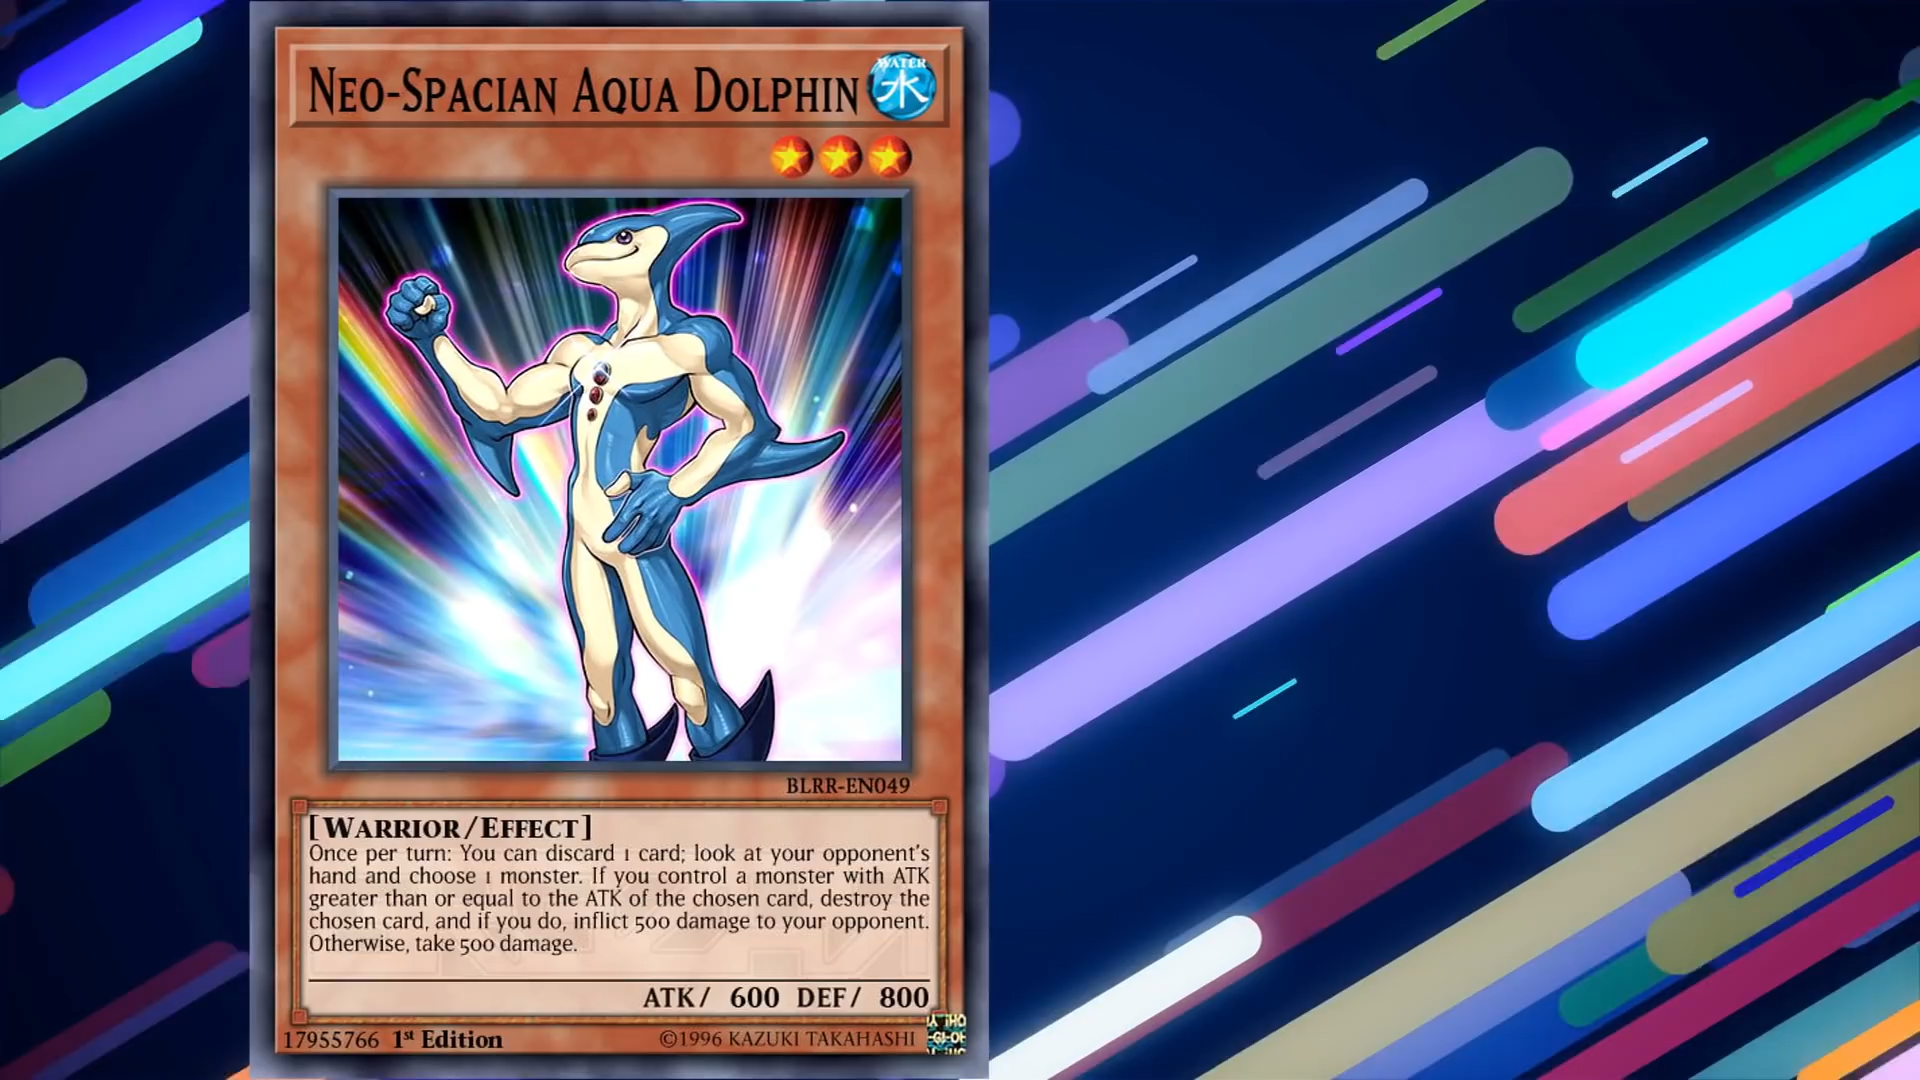 Neo-Spacian Aqua Dolphin
WATER
水
BLRR-EN049
[Warrior/Effect]
Once per turn: You can discard 1 card; look at your opponent's
hand and choose 1 monster. If you control a monster with ATK
greater than or equal to the ATK of the chosen card, destroy the
chosen card, and if you do, inflict 500 damage to your opponent.
Otherwise, take 500 damage.
ATK/ 600 DEF/ 800
17955766 1st Edition ©1996 KAZUKI TAKAHASHI